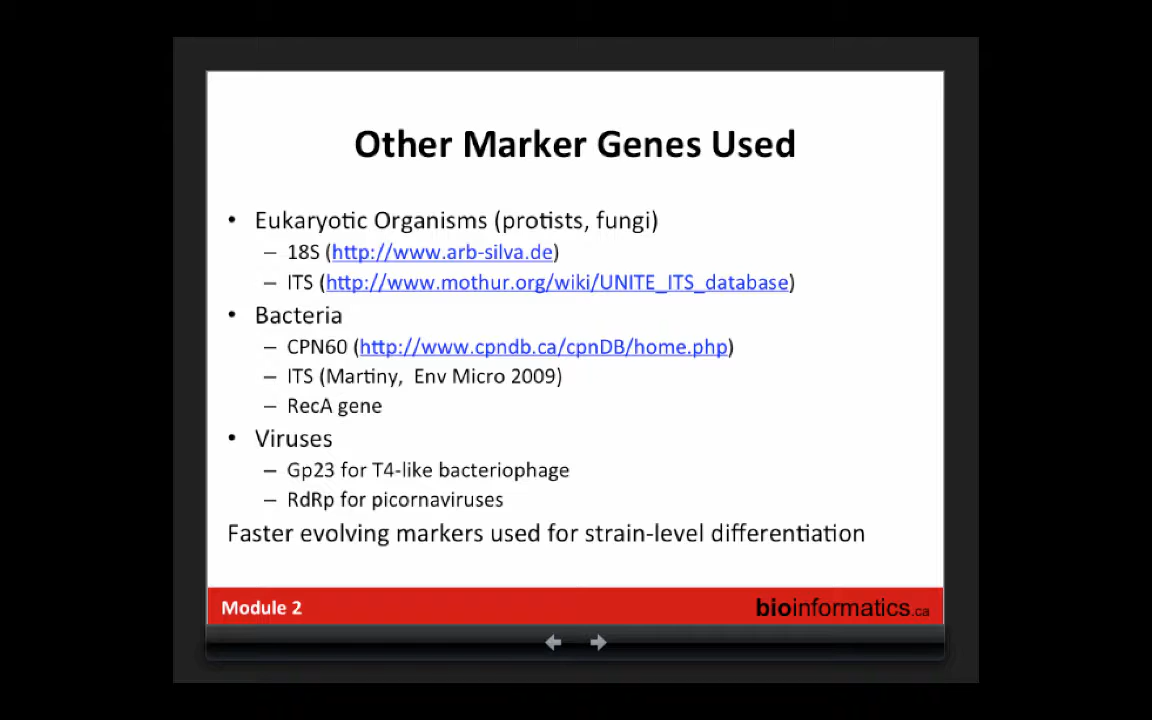 Other Marker Genes Used
• Eukaryotic Organisms (protists, fungi)
– 18S (http://www.arb-silva.de)
– ITS (http://www.mothur.org/wiki/UNITE_ITS_database)
• Bacteria
– CPN60 (http://www.cpndb.ca/cpnDB/home.php)
– ITS (Martiny, Env Micro 2009)
– RecA gene
• Viruses
– Gp23 for T4-like bacteriophage
– RdRp for picornaviruses
Faster evolving markers used for strain-level differentiation
Module 2
bioinformatics.ca